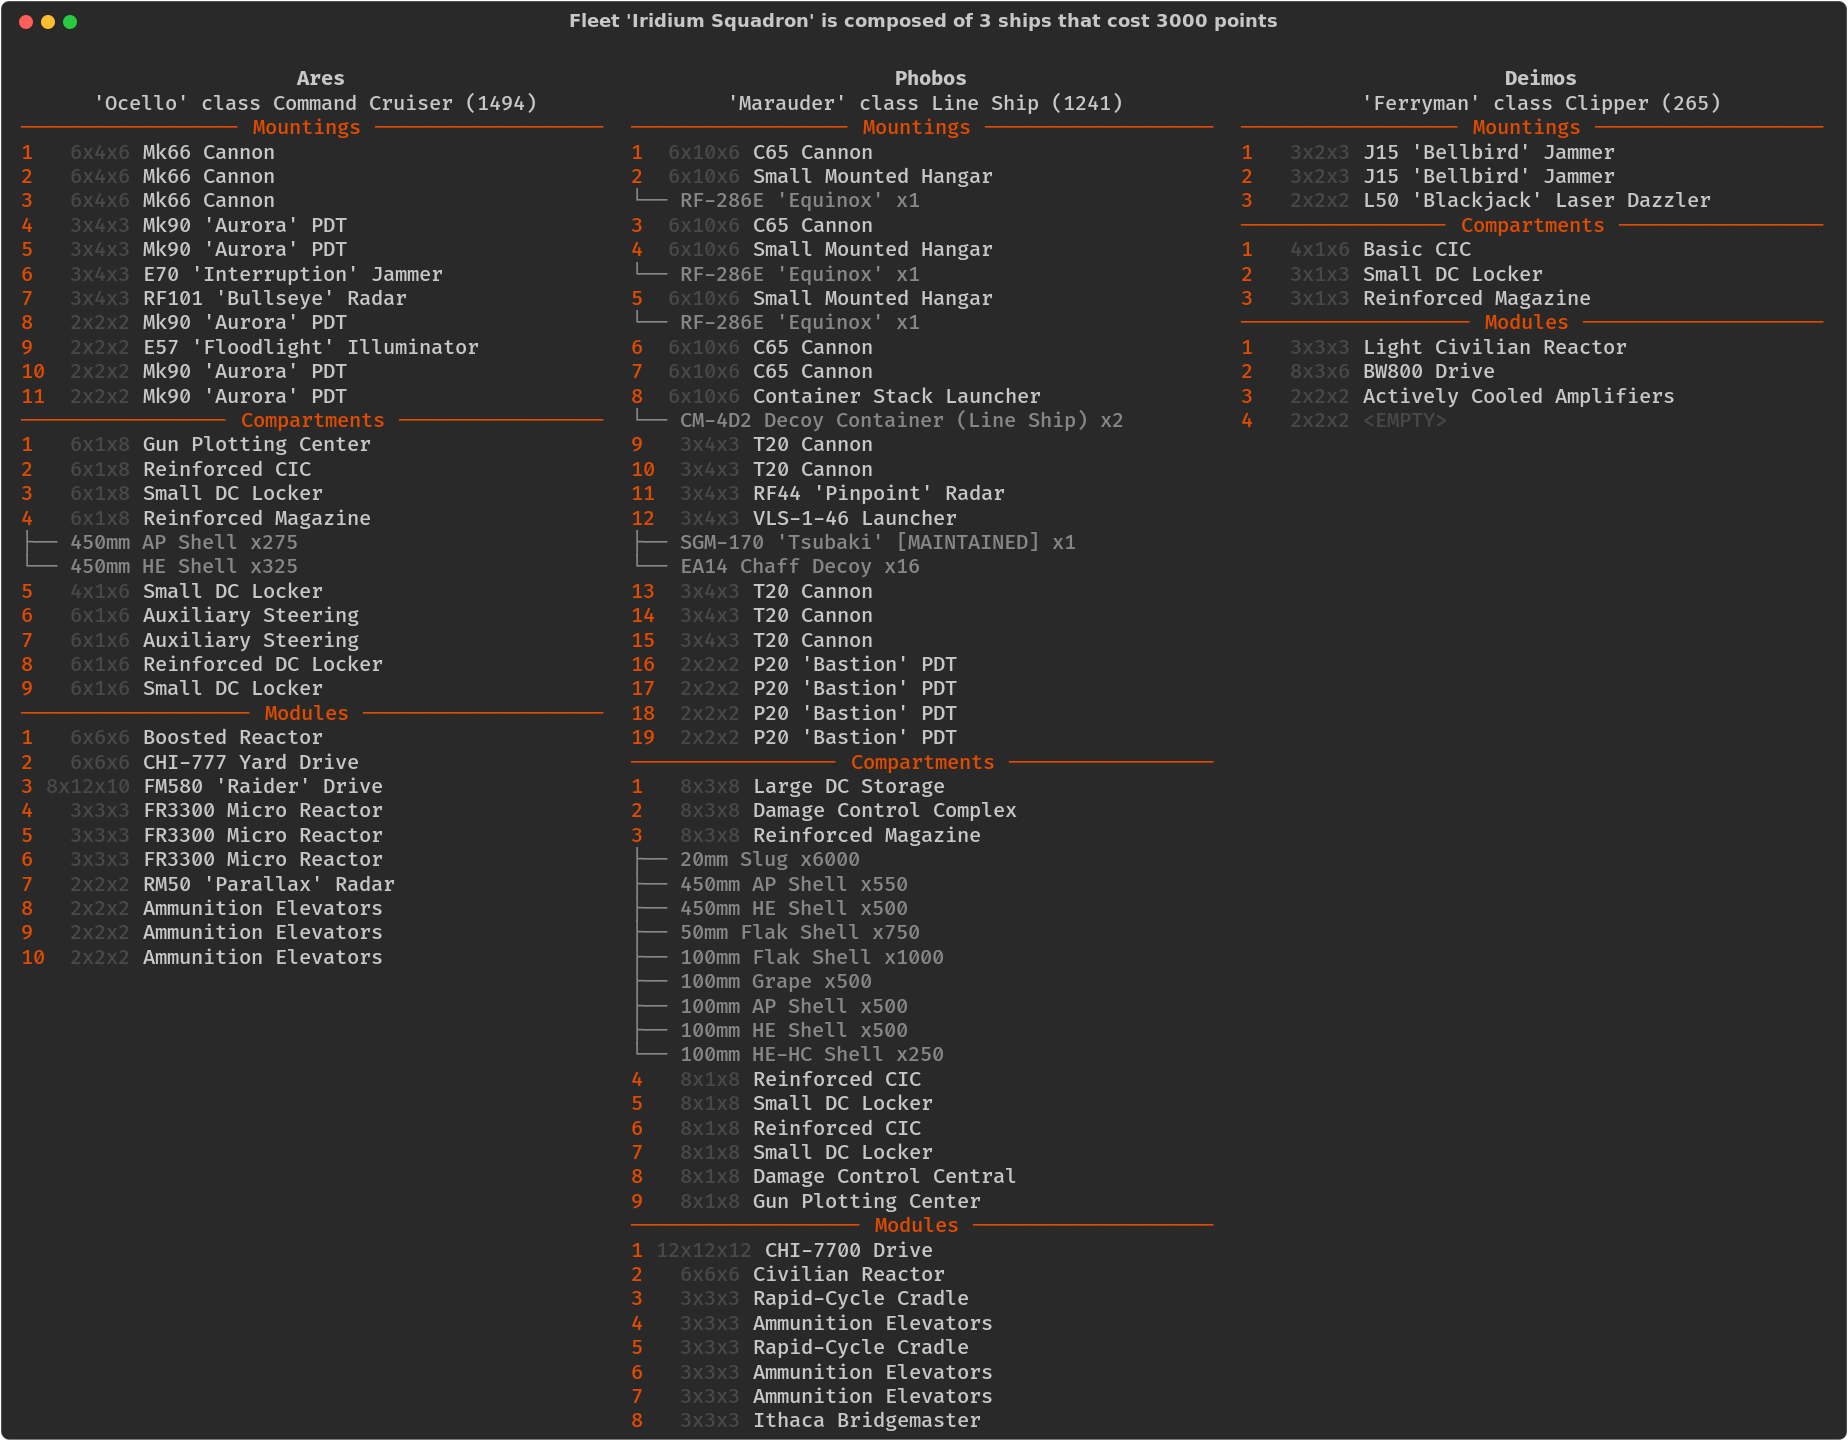 Fleet 'Iridium Squadron' is composed of 3 ships that cost 3000 points
Ares
'Ocello' class Command Cruiser (1494)
Mountings
1 6x4x6 Mk66 Cannon
2 6x4x6 Mk66 Cannon
3 6x4x6 Mk66 Cannon
4 3x4x3 Mk90 'Aurora' PDT
5 3x4x3 Mk90 'Aurora' PDT
6 3x4x3 E70 'Interruption' Jammer
7 3x4x3 RF101 'Bullseye' Radar
8 2x2x2 Mk90 'Aurora' PDT
9 2x2x2 E57 'Floodlight' Illuminator
10 2x2x2 Mk90 'Aurora' PDT
11 2x2x2 Mk90 'Aurora' PDT
Compartments
1 6x1x8 Gun Plotting Center
2 6x1x8 Reinforced CIC
3 6x1x8 Small DC Locker
4 6x1x8 Reinforced Magazine
├── 450mm AP Shell x275
└── 450mm HE Shell x325
5 4x1x6 Small DC Locker
6 6x1x6 Auxiliary Steering
7 6x1x6 Auxiliary Steering
8 6x1x6 Reinforced DC Locker
9 6x1x6 Small DC Locker
Modules
1 6x6x6 Boosted Reactor
2 6x6x6 CHI-777 Yard Drive
3 8x12x10 FM580 'Raider' Drive
4 3x3x3 FR3300 Micro Reactor
5 3x3x3 FR3300 Micro Reactor
6 3x3x3 FR3300 Micro Reactor
7 2x2x2 RM50 'Parallax' Radar
8 2x2x2 Ammunition Elevators
9 2x2x2 Ammunition Elevators
10 2x2x2 Ammunition Elevators
Phobos
'Marauder' class Line Ship (1241)
Mountings
1 6x10x6 C65 Cannon
2 6x10x6 Small Mounted Hangar
└── RF-286E 'Equinox' x1
3 6x10x6 C65 Cannon
4 6x10x6 Small Mounted Hangar
└── RF-286E 'Equinox' x1
5 6x10x6 Small Mounted Hangar
└── RF-286E 'Equinox' x1
6 6x10x6 C65 Cannon
7 6x10x6 C65 Cannon
8 6x10x6 Container Stack Launcher
└── CM-4D2 Decoy Container (Line Ship) x2
9 3x4x3 T20 Cannon
10 3x4x3 T20 Cannon
11 3x4x3 RF44 'Pinpoint' Radar
12 3x4x3 VLS-1-46 Launcher
├── SGM-170 'Tsubaki' [MAINTAINED] x1
└── EA14 Chaff Decoy x16
13 3x4x3 T20 Cannon
14 3x4x3 T20 Cannon
15 3x4x3 T20 Cannon
16 2x2x2 P20 'Bastion' PDT
17 2x2x2 P20 'Bastion' PDT
18 2x2x2 P20 'Bastion' PDT
19 2x2x2 P20 'Bastion' PDT
Compartments
1 8x3x8 Large DC Storage
2 8x3x8 Damage Control Complex
3 8x3x8 Reinforced Magazine
├── 20mm Slug x6000
├── 450mm AP Shell x550
├── 450mm HE Shell x500
├── 50mm Flak Shell x750
├── 100mm Flak Shell x1000
├── 100mm Grape x500
├── 100mm AP Shell x500
├── 100mm HE Shell x500
└── 100mm HE-HC Shell x250
4 8x1x8 Reinforced CIC
5 8x1x8 Small DC Locker
6 8x1x8 Reinforced CIC
7 8x1x8 Small DC Locker
8 8x1x8 Damage Control Central
9 8x1x8 Gun Plotting Center
Modules
1 12x12x12 CHI-7700 Drive
2 6x6x6 Civilian Reactor
3 3x3x3 Rapid-Cycle Cradle
4 3x3x3 Ammunition Elevators
5 3x3x3 Rapid-Cycle Cradle
6 3x3x3 Ammunition Elevators
7 3x3x3 Ammunition Elevators
8 3x3x3 Ithaca Bridgemaster
Deimos
'Ferryman' class Clipper (265)
Mountings
1 3x2x3 J15 'Bellbird' Jammer
2 3x2x3 J15 'Bellbird' Jammer
3 2x2x2 L50 'Blackjack' Laser Dazzler
Compartments
1 4x1x6 Basic CIC
2 3x1x3 Small DC Locker
3 3x1x3 Reinforced Magazine
Modules
1 3x3x3 Light Civilian Reactor
2 8x3x6 BW800 Drive
3 2x2x2 Actively Cooled Amplifiers
4 2x2x2 <EMPTY>